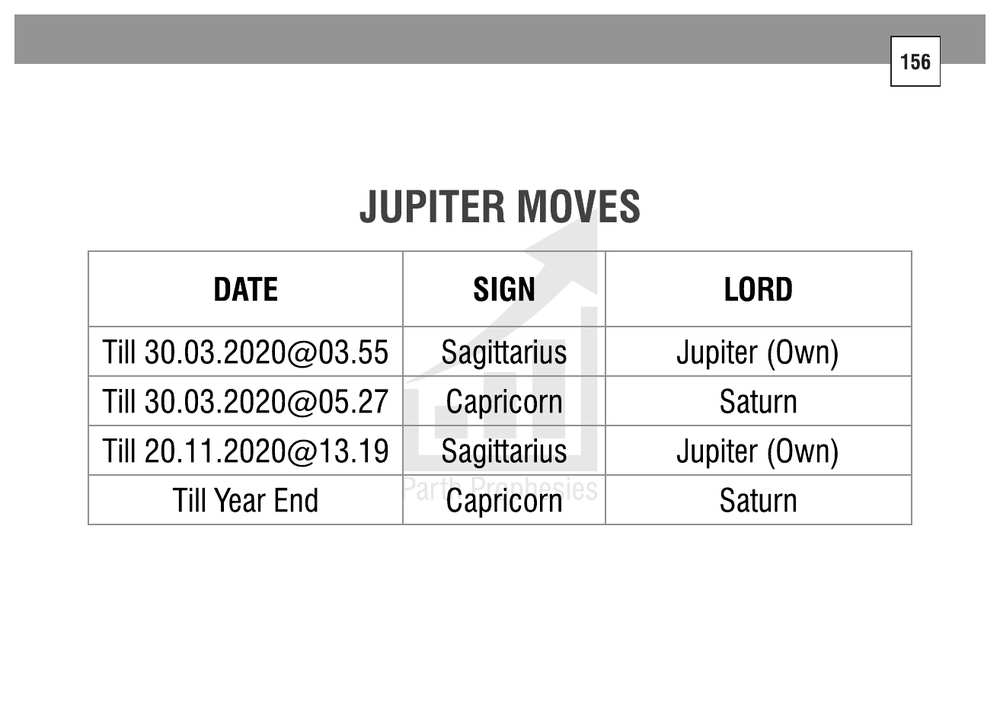 156
JUPITER MOVES
DATE SIGN LORD
Till 30.03.2020@03.55 Sagittarius Jupiter (Own)
Till 30.03.2020@05.27 Capricorn Saturn
Till 20.11.2020@13.19 Sagittarius Jupiter (Own)
Till Year End Capricorn Saturn
Parth Prophesies